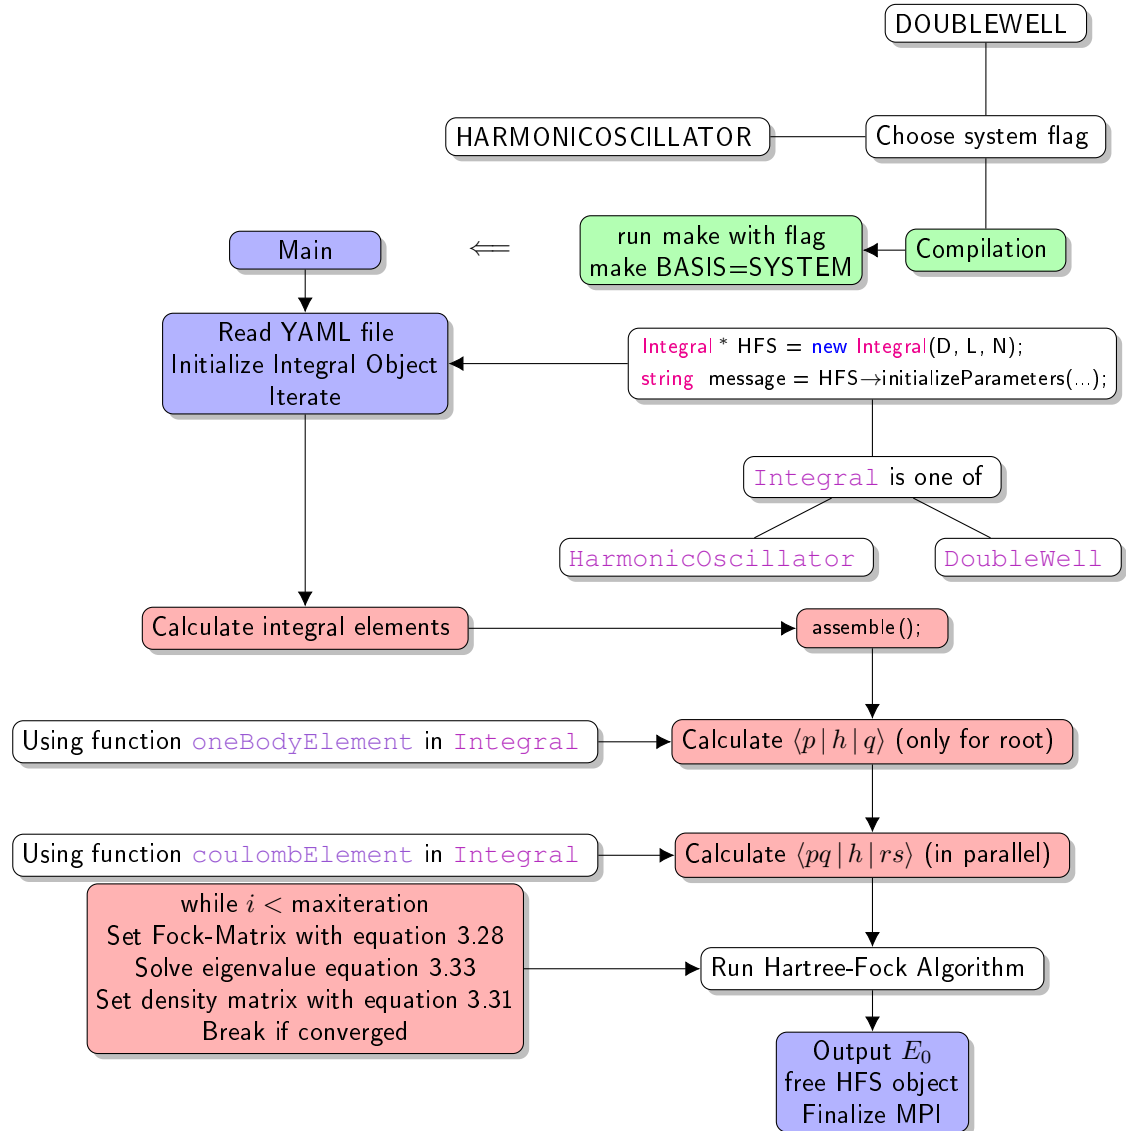 DOUBLEWELL
HARMONICOSCILLATOR
Choose system flag
Main
⇐=
run make with flag
make BASIS=SYSTEM
Compilation
Read YAML file
Initialize Integral Object
Iterate
Integral * HFS = new Integral(D, L, N);
string message = HFS→initializeParameters(...);
Integral is one of
HarmonicOscillator
DoubleWell
Calculate integral elements
assemble();
Using function oneBodyElement in Integral
Calculate ⟨p | h | q⟩ (only for root)
Using function coulombElement in Integral
Calculate ⟨pq | h | rs⟩ (in parallel)
while i < maxiteration
Set Fock-Matrix with equation 3.28
Solve eigenvalue equation 3.33
Set density matrix with equation 3.31
Break if converged
Run Hartree-Fock Algorithm
Output E₀
free HFS object
Finalize MPI